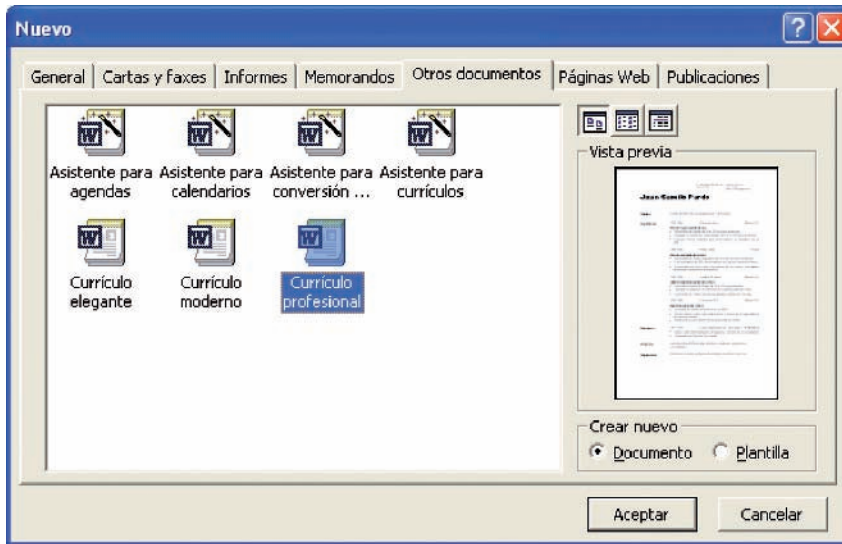 Nuevo
General Cartas y faxes Informes Memorandos Otros documentos Páginas Web Publicaciones
Asistente para agendas
Asistente para calendarios
Asistente para conversión ...
Asistente para currículos
Currículo elegante
Currículo moderno
Currículo profesional
Vista previa
Juan Camilo Pardo
Crear nuevo
Documento Plantilla
Aceptar Cancelar